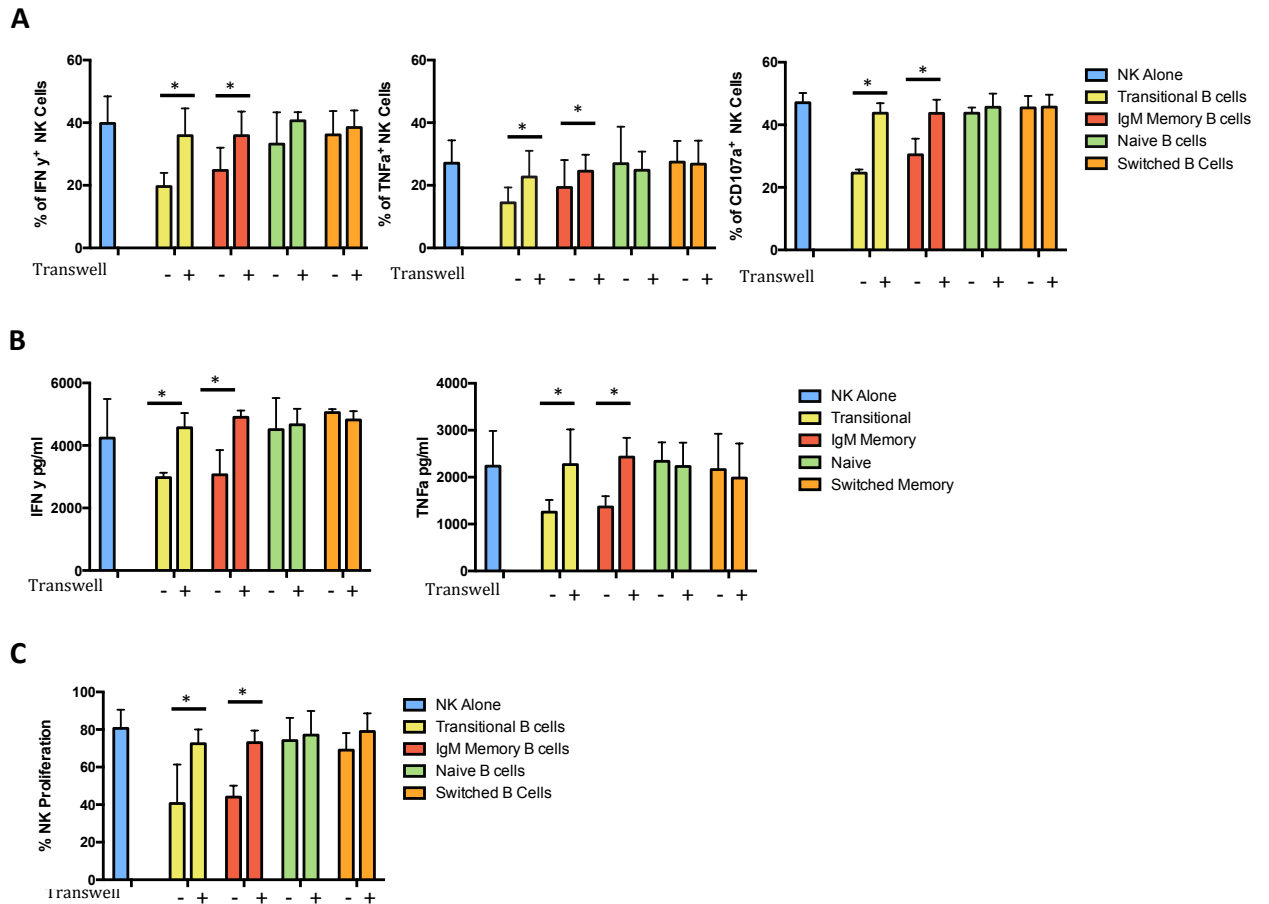 A
% of IFN y⁺ NK Cells
60
40
20
0
Transwell
- + - + - + - +
*
*
% of TNFa⁺ NK Cells
60
40
20
0
Transwell
- + - + - + - +
*
*
% of CD107a⁺ NK Cells
60
40
20
0
Transwell
- + - + - + - +
*
*
NK Alone
Transitional B cells
IgM Memory B cells
Naive B cells
Switched B Cells
B
IFN y pg/ml
6000
4000
2000
0
Transwell
- + - + - + - +
*
*
TNFa pg/ml
4000
3000
2000
1000
0
Transwell
- + - + - + - +
*
*
NK Alone
Transitional
IgM Memory
Naive
Switched Memory
C
% NK Proliferation
100
80
60
40
20
0
Transwell
- + - + - + - +
*
*
NK Alone
Transitional B cells
IgM Memory B cells
Naive B cells
Switched B Cells